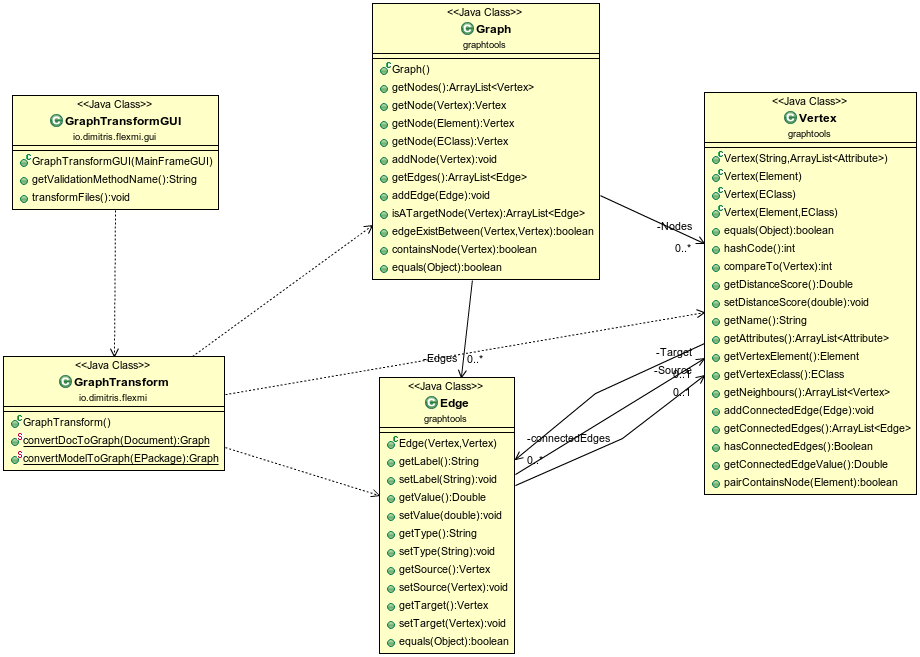 <<Java Class>>
GraphTransformGUI
io.dimitris.flexmi.gui
GraphTransformGUI(MainFrameGUI)
getValidationMethodName():String
transformFiles():void
<<Java Class>>
Graph
graphtools
Graph()
getNodes():ArrayList<Vertex>
getNode(Vertex):Vertex
getNode(Element):Vertex
getNode(EClass):Vertex
addNode(Vertex):void
getEdges():ArrayList<Edge>
addEdge(Edge):void
isATargetNode(Vertex):ArrayList<Edge>
edgeExistBetween(Vertex,Vertex):boolean
containsNode(Vertex):boolean
equals(Object):boolean
<<Java Class>>
Vertex
graphtools
Vertex(String,ArrayList<Attribute>)
Vertex(Element)
Vertex(EClass)
Vertex(Element,EClass)
equals(Object):boolean
hashCode():int
compareTo(Vertex):int
getDistanceScore():Double
setDistanceScore(double):void
getName():String
getAttributes():ArrayList<Attribute>
getVertexElement():Element
getVertexEclass():EClass
getNeighbours():ArrayList<Vertex>
addConnectedEdge(Edge):void
getConnectedEdges():ArrayList<Edge>
hasConnectedEdges():Boolean
getConnectedEdgeValue():Double
pairContainsNode(Element):boolean
-Nodes
0..*
-Edges
0..*
-Target
-Source
0..1
0..1
-connectedEdges
0..*
<<Java Class>>
GraphTransform
io.dimitris.flexmi
GraphTransform()
convertDocToGraph(Document):Graph
convertModelToGraph(EPackage):Graph
<<Java Class>>
Edge
graphtools
Edge(Vertex,Vertex)
getLabel():String
setLabel(String):void
getValue():Double
setValue(double):void
getType():String
setType(String):void
getSource():Vertex
setSource(Vertex):void
getTarget():Vertex
setTarget(Vertex):void
equals(Object):boolean